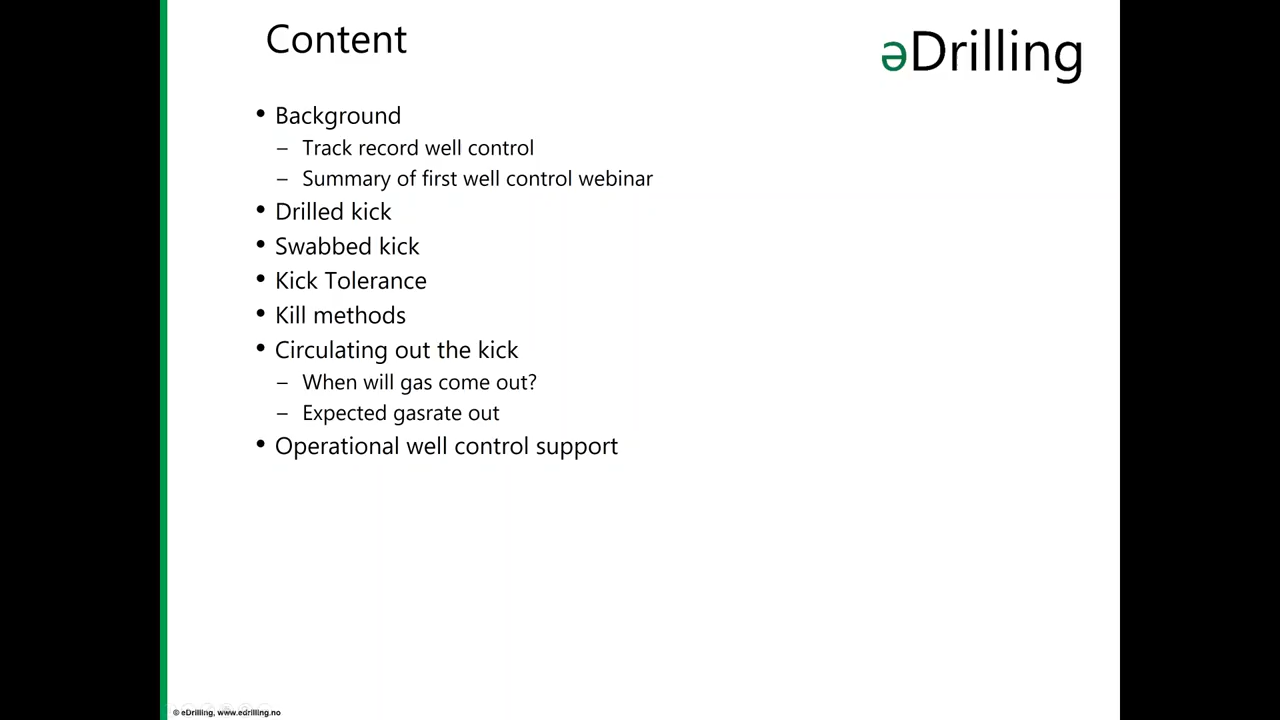 Content
əDrilling
• Background
– Track record well control
– Summary of first well control webinar
• Drilled kick
• Swabbed kick
• Kick Tolerance
• Kill methods
• Circulating out the kick
– When will gas come out?
– Expected gasrate out
• Operational well control support
© eDrilling, www.edrilling.no